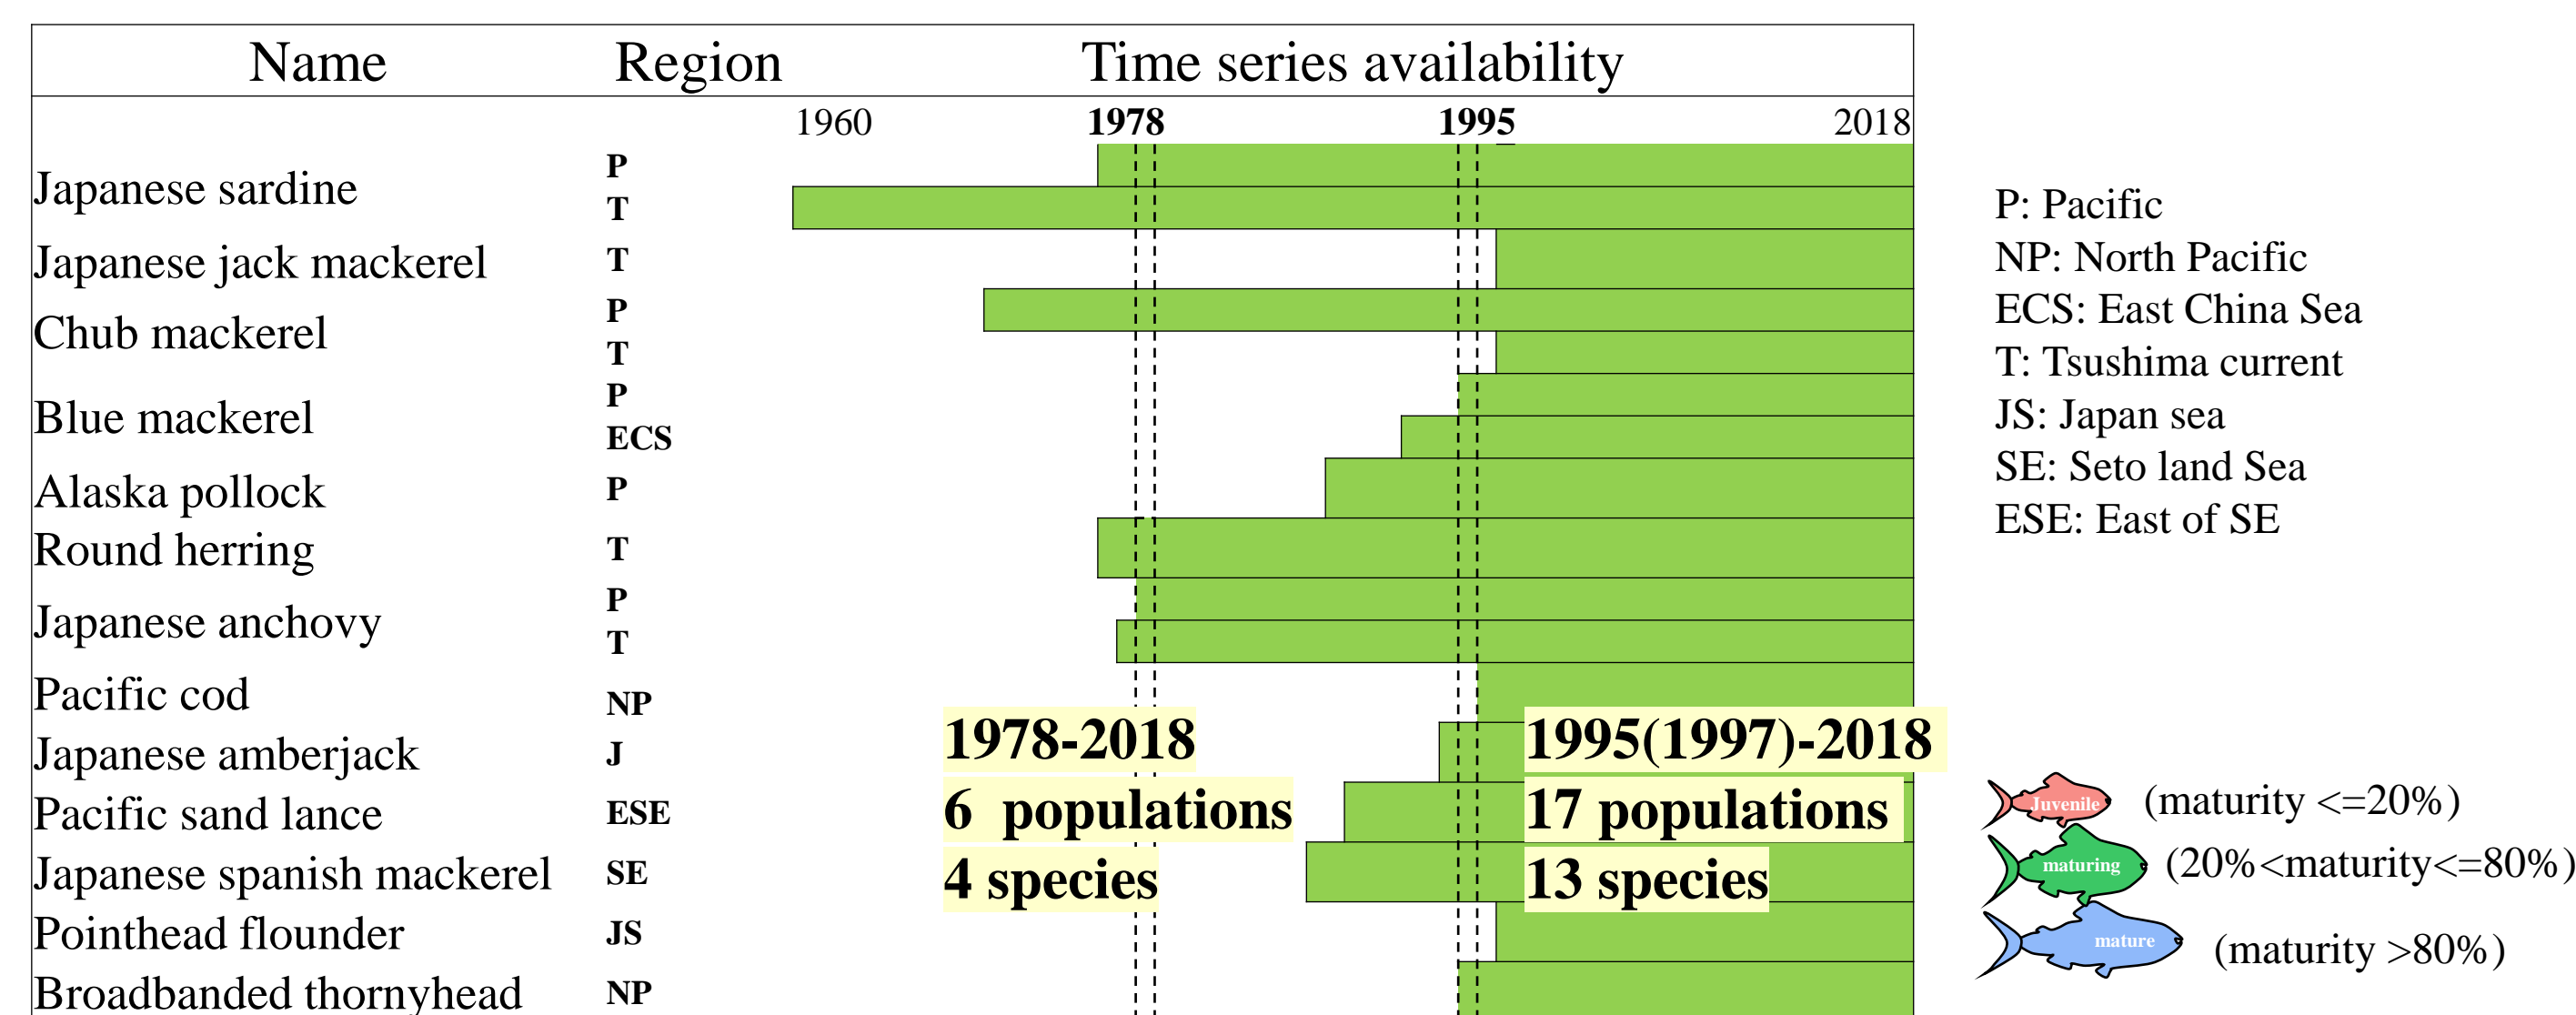 Name Region Time series availability
1960 1978 1995 2018
Japanese sardine P
T
Japanese jack mackerel T
Chub mackerel P
T
Blue mackerel P
ECS
Alaska pollock P
Round herring T
Japanese anchovy P
T
Pacific cod NP
Japanese amberjack J
Pacific sand lance ESE
Japanese spanish mackerel SE
Pointhead flounder JS
Broadbanded thornyhead NP
1978-2018
6 populations
4 species
1995(1997)-2018
17 populations
13 species
P: Pacific
NP: North Pacific
ECS: East China Sea
T: Tsushima current
JS: Japan sea
SE: Seto land Sea
ESE: East of SE
Juvenile (maturity <=20%)
maturing (20%<maturity<=80%)
mature (maturity >80%)